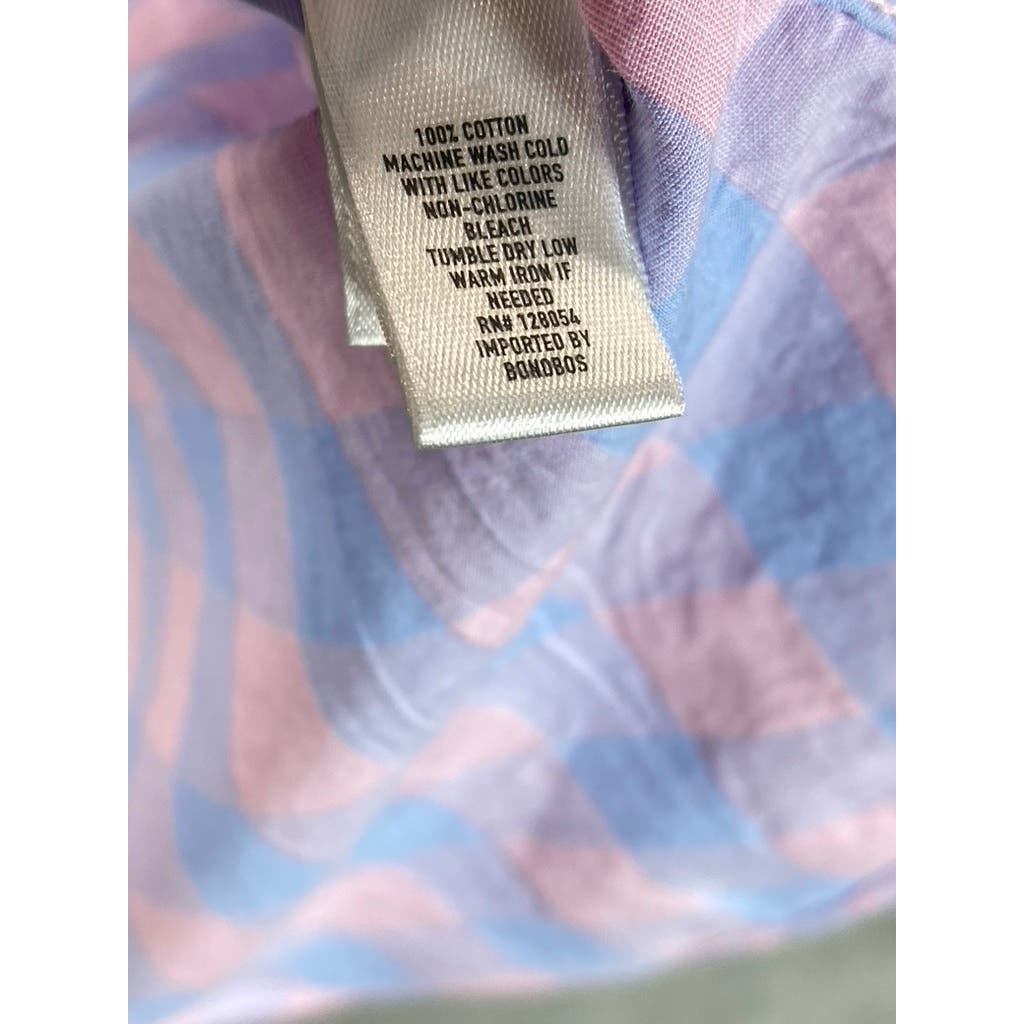 100% COTTON
MACHINE WASH COLD
WITH LIKE COLORS
NON-CHLORINE
BLEACH
TUMBLE DRY LOW
WARM IRON IF
NEEDED
RN# 128054
IMPORTED BY
BONOBOS